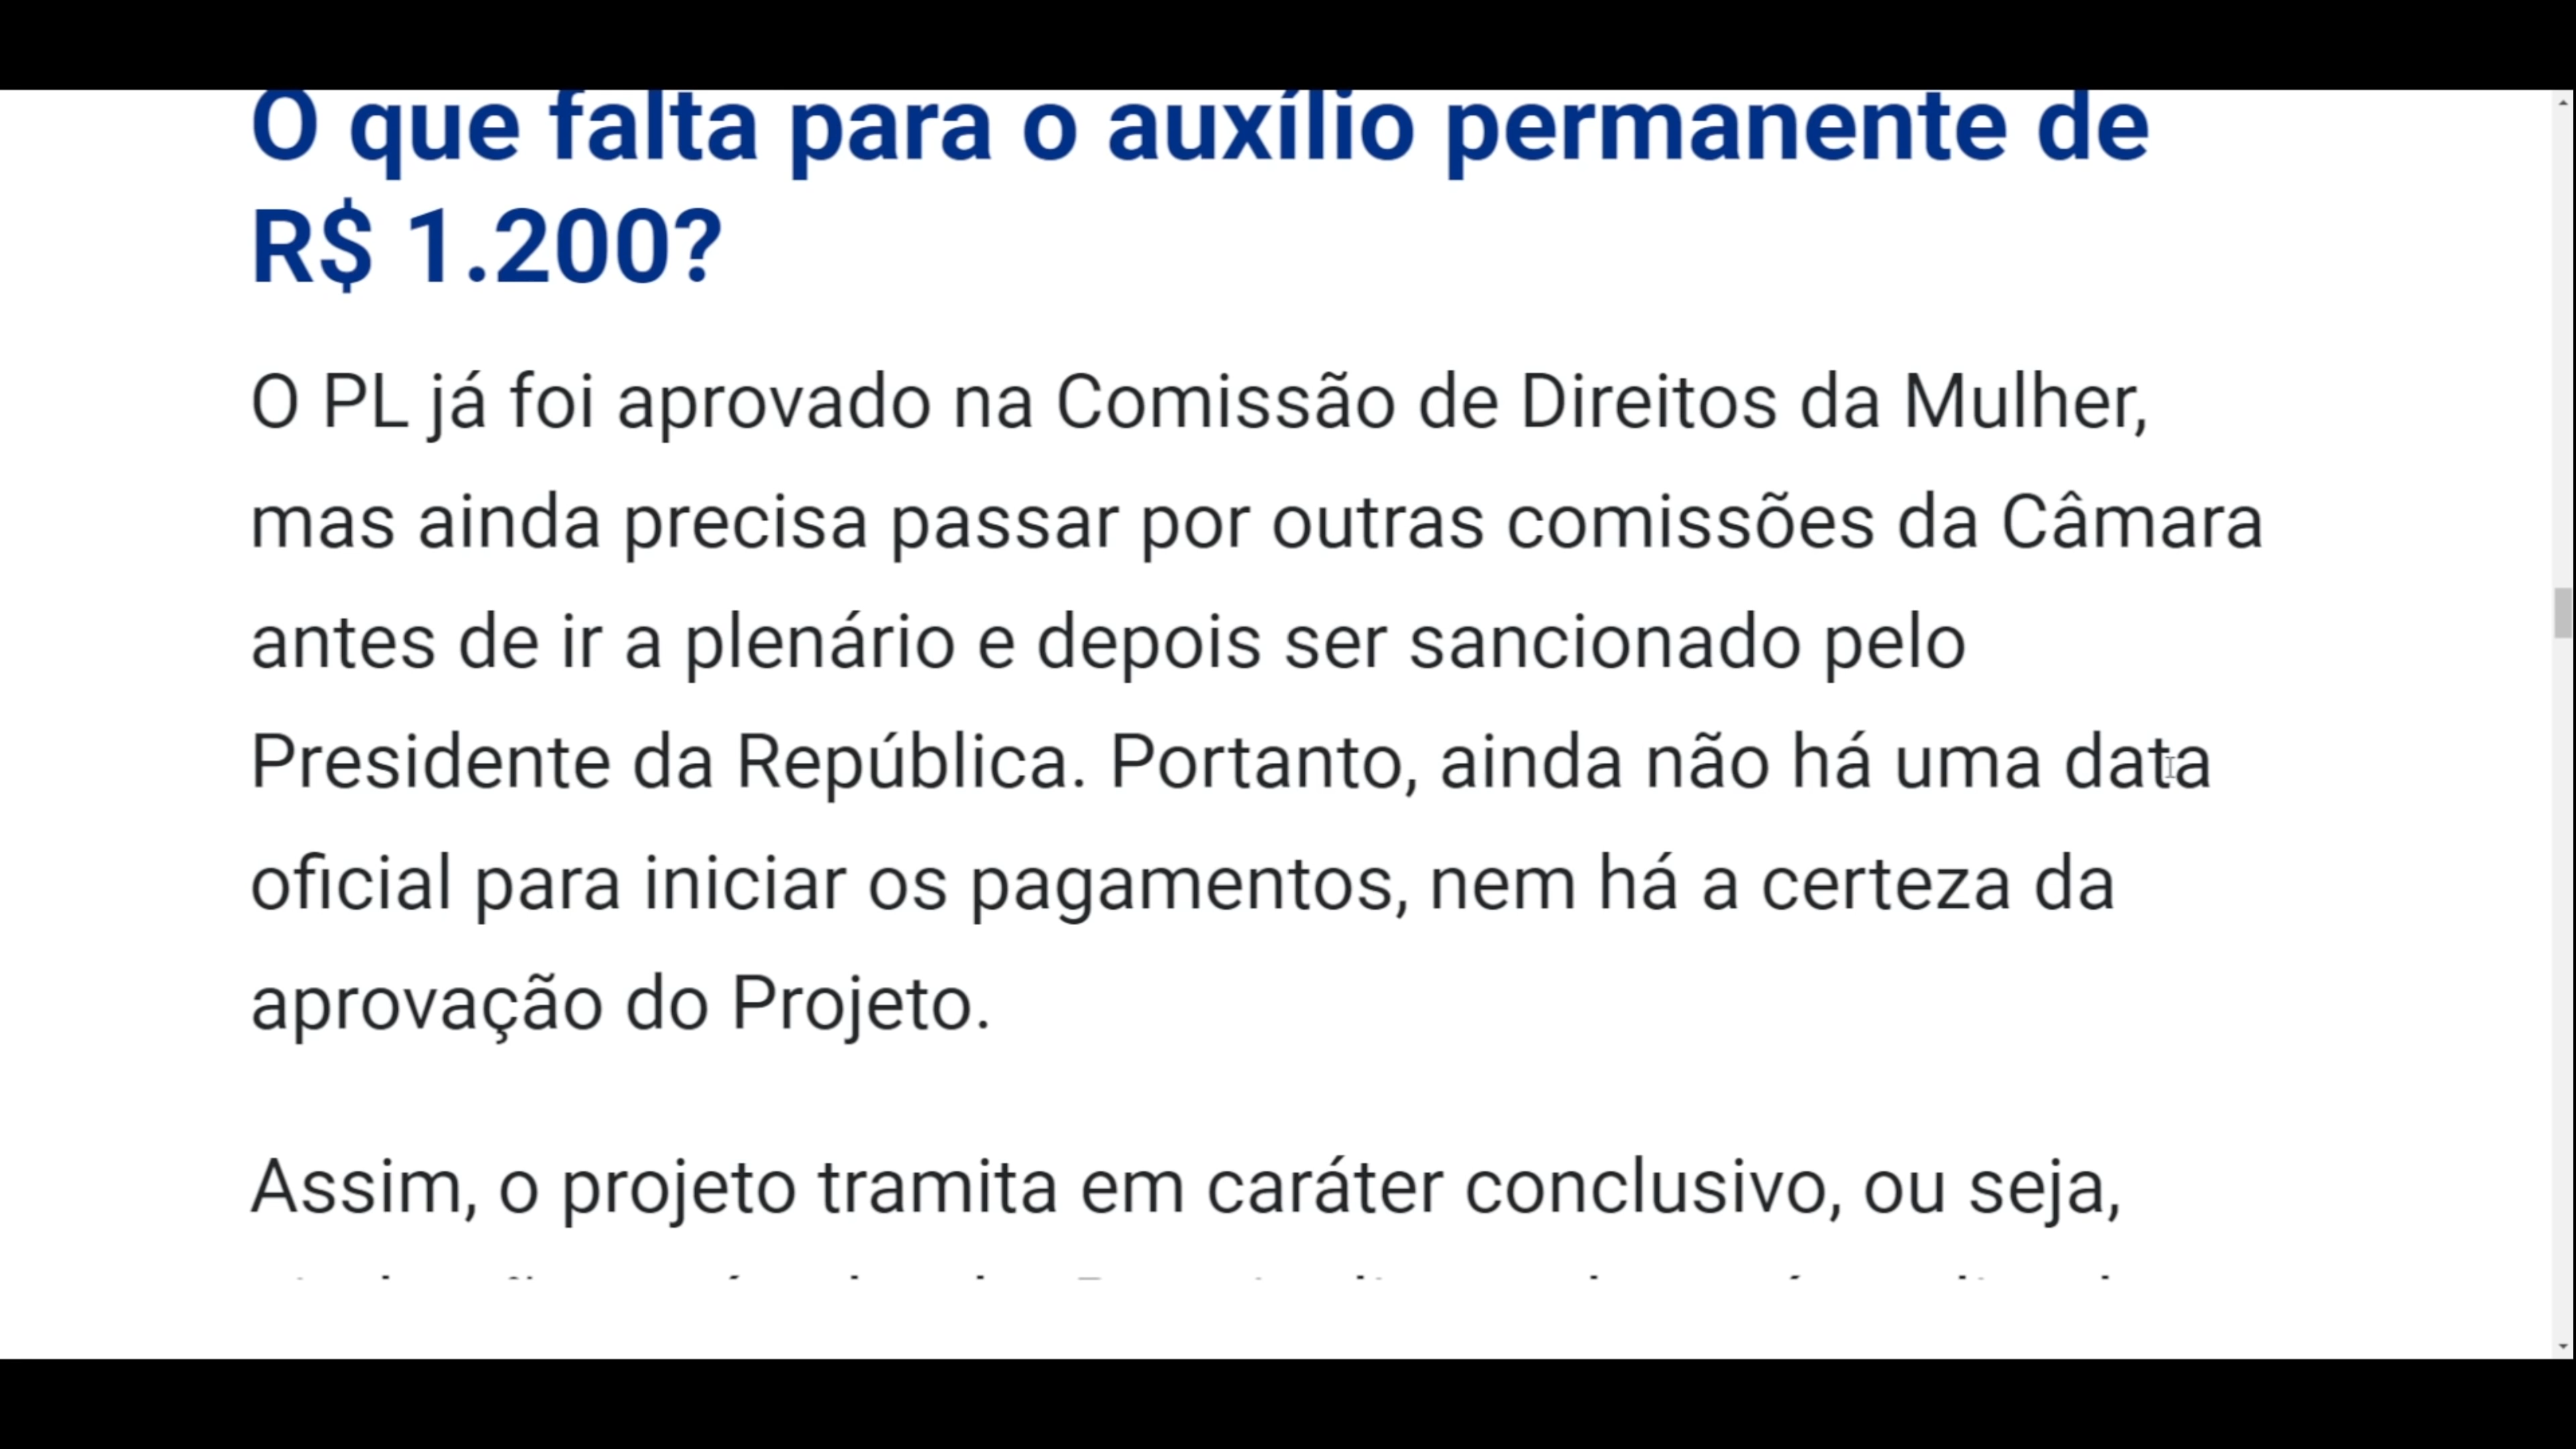 O que falta para o auxílio permanente de
R$ 1.200?
O PL já foi aprovado na Comissão de Direitos da Mulher,
mas ainda precisa passar por outras comissões da Câmara
antes de ir a plenário e depois ser sancionado pelo
Presidente da República. Portanto, ainda não há uma data
oficial para iniciar os pagamentos, nem há a certeza da
aprovação do Projeto.
Assim, o projeto tramita em caráter conclusivo, ou seja,